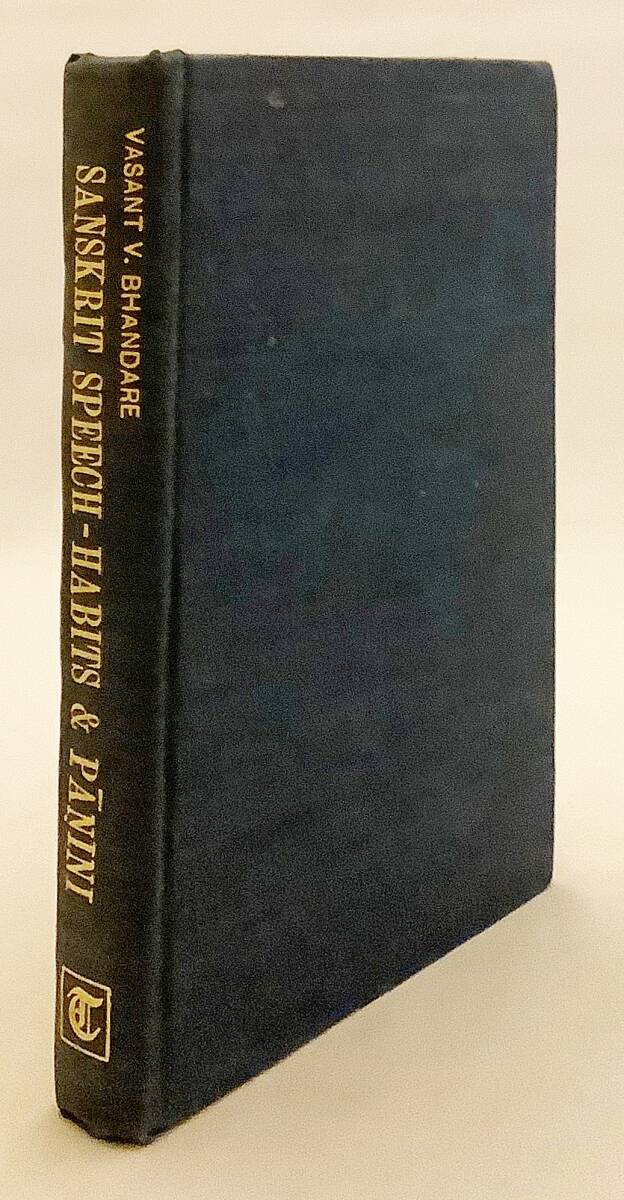 VASANT V. BHANDARE
SANSKRIT SPEECH-HABITS & PĀṆINI
T